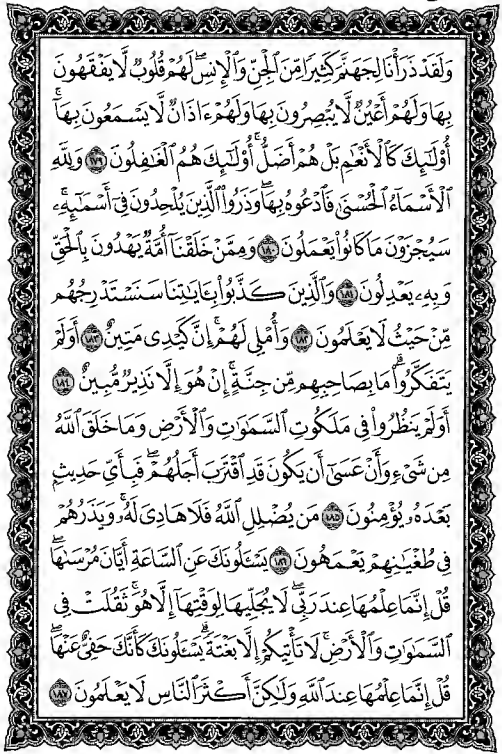 وَلَقَدْ ذَرَأْنَا لِجَهَنَّمَ كَثِيرًا مِّنَ ٱلْجِنِّ وَٱلْإِنسِ ۖ لَهُمْ قُلُوبٌ لَّا يَفْقَهُونَ
بِهَا وَلَهُمْ أَعْيُنٌ لَّا يُبْصِرُونَ بِهَا وَلَهُمْ ءَاذَانٌ لَّا يَسْمَعُونَ بِهَآ ۚ
أُو۟لَٰٓئِكَ كَٱلْأَنْعَٰمِ بَلْ هُمْ أَضَلُّ ۚ أُو۟لَٰٓئِكَ هُمُ ٱلْغَٰفِلُونَ ١٧٩ وَلِلَّهِ
ٱلْأَسْمَآءُ ٱلْحُسْنَىٰ فَٱدْعُوهُ بِهَا ۖ وَذَرُوا۟ ٱلَّذِينَ يُلْحِدُونَ فِىٓ أَسْمَٰٓئِهِۦ ۚ
سَيُجْزَوْنَ مَا كَانُوا۟ يَعْمَلُونَ ١٨٠ وَمِمَّنْ خَلَقْنَآ أُمَّةٌ يَهْدُونَ بِٱلْحَقِّ
وَبِهِۦ يَعْدِلُونَ ١٨١ وَٱلَّذِينَ كَذَّبُوا۟ بِـَٔايَٰتِنَا سَنَسْتَدْرِجُهُم
مِّنْ حَيْثُ لَا يَعْلَمُونَ ١٨٢ وَأُمْلِى لَهُمْ ۚ إِنَّ كَيْدِى مَتِينٌ ١٨٣ أَوَلَمْ
يَتَفَكَّرُوا۟ ۗ مَا بِصَاحِبِهِم مِّن جِنَّةٍ ۚ إِنْ هُوَ إِلَّا نَذِيرٌ مُّبِينٌ ١٨٤
أَوَلَمْ يَنظُرُوا۟ فِى مَلَكُوتِ ٱلسَّمَٰوَٰتِ وَٱلْأَرْضِ وَمَا خَلَقَ ٱللَّهُ
مِن شَىْءٍ وَأَنْ عَسَىٰٓ أَن يَكُونَ قَدِ ٱقْتَرَبَ أَجَلُهُمْ ۖ فَبِأَىِّ حَدِيثٍۭ
بَعْدَهُۥ يُؤْمِنُونَ ١٨٥ مَن يُضْلِلِ ٱللَّهُ فَلَا هَادِىَ لَهُۥ ۚ وَيَذَرُهُمْ
فِى طُغْيَٰنِهِمْ يَعْمَهُونَ ١٨٦ يَسْـَٔلُونَكَ عَنِ ٱلسَّاعَةِ أَيَّانَ مُرْسَىٰهَا ۖ
قُلْ إِنَّمَا عِلْمُهَا عِندَ رَبِّى ۖ لَا يُجَلِّيهَا لِوَقْتِهَآ إِلَّا هُوَ ۚ ثَقُلَتْ فِى
ٱلسَّمَٰوَٰتِ وَٱلْأَرْضِ ۚ لَا تَأْتِيكُمْ إِلَّا بَغْتَةً ۗ يَسْـَٔلُونَكَ كَأَنَّكَ حَفِىٌّ عَنْهَا ۖ
قُلْ إِنَّمَا عِلْمُهَا عِندَ ٱللَّهِ وَلَٰكِنَّ أَكْثَرَ ٱلنَّاسِ لَا يَعْلَمُونَ ١٨٧